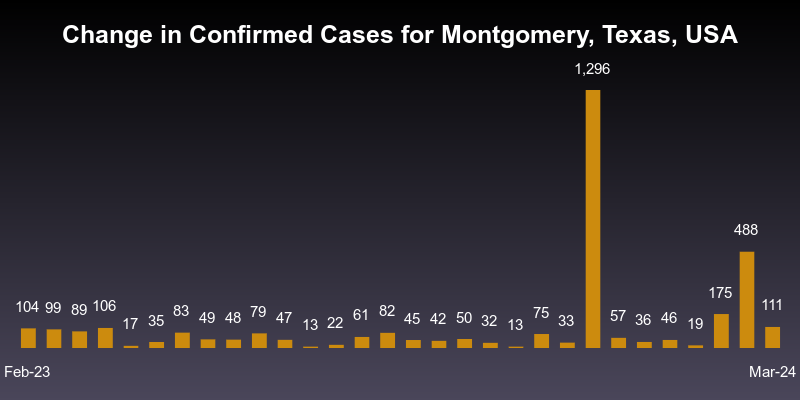 Change in Confirmed Cases for Montgomery, Texas, USA
1,296
488
104 99 89 106 17 35 83 49 48 79 47 13 22 61 82 45 42 50 32 13 75 33 57 36 46 19 175 111
Feb-23 Mar-24